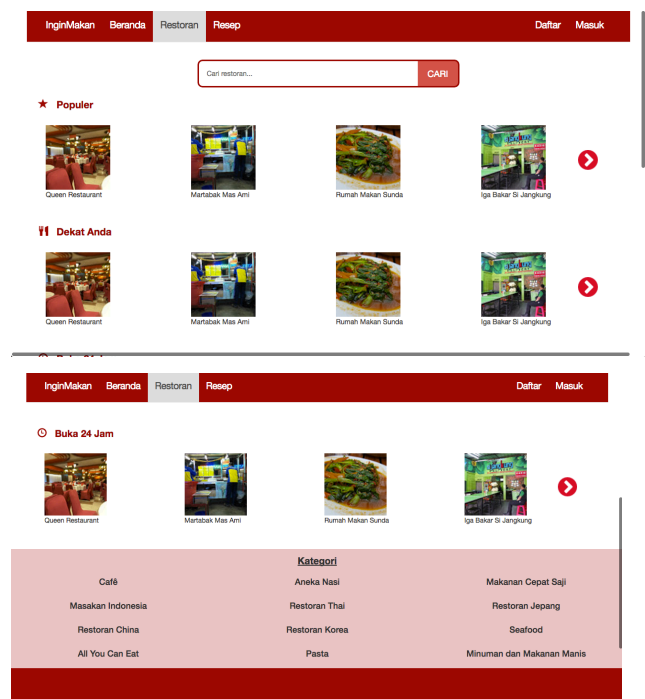 InginMakan Beranda Restoran Resep Daftar Masuk
Cari restoran... CARI
Populer
Queen Restaurant Martabak Mas Ami Rumah Makan Sunda Iga Bakar Si Jangkung
Dekat Anda
Queen Restaurant Martabak Mas Ami Rumah Makan Sunda Iga Bakar Si Jangkung
InginMakan Beranda Restoran Resep Daftar Masuk
Buka 24 Jam
Queen Restaurant Martabak Mas Ami Rumah Makan Sunda Iga Bakar Si Jangkung
Kategori
Cafê Aneka Nasi Makanan Cepat Saji
Masakan Indonesia Restoran Thai Restoran Jepang
Restoran China Restoran Korea Seafood
All You Can Eat Pasta Minuman dan Makanan Manis